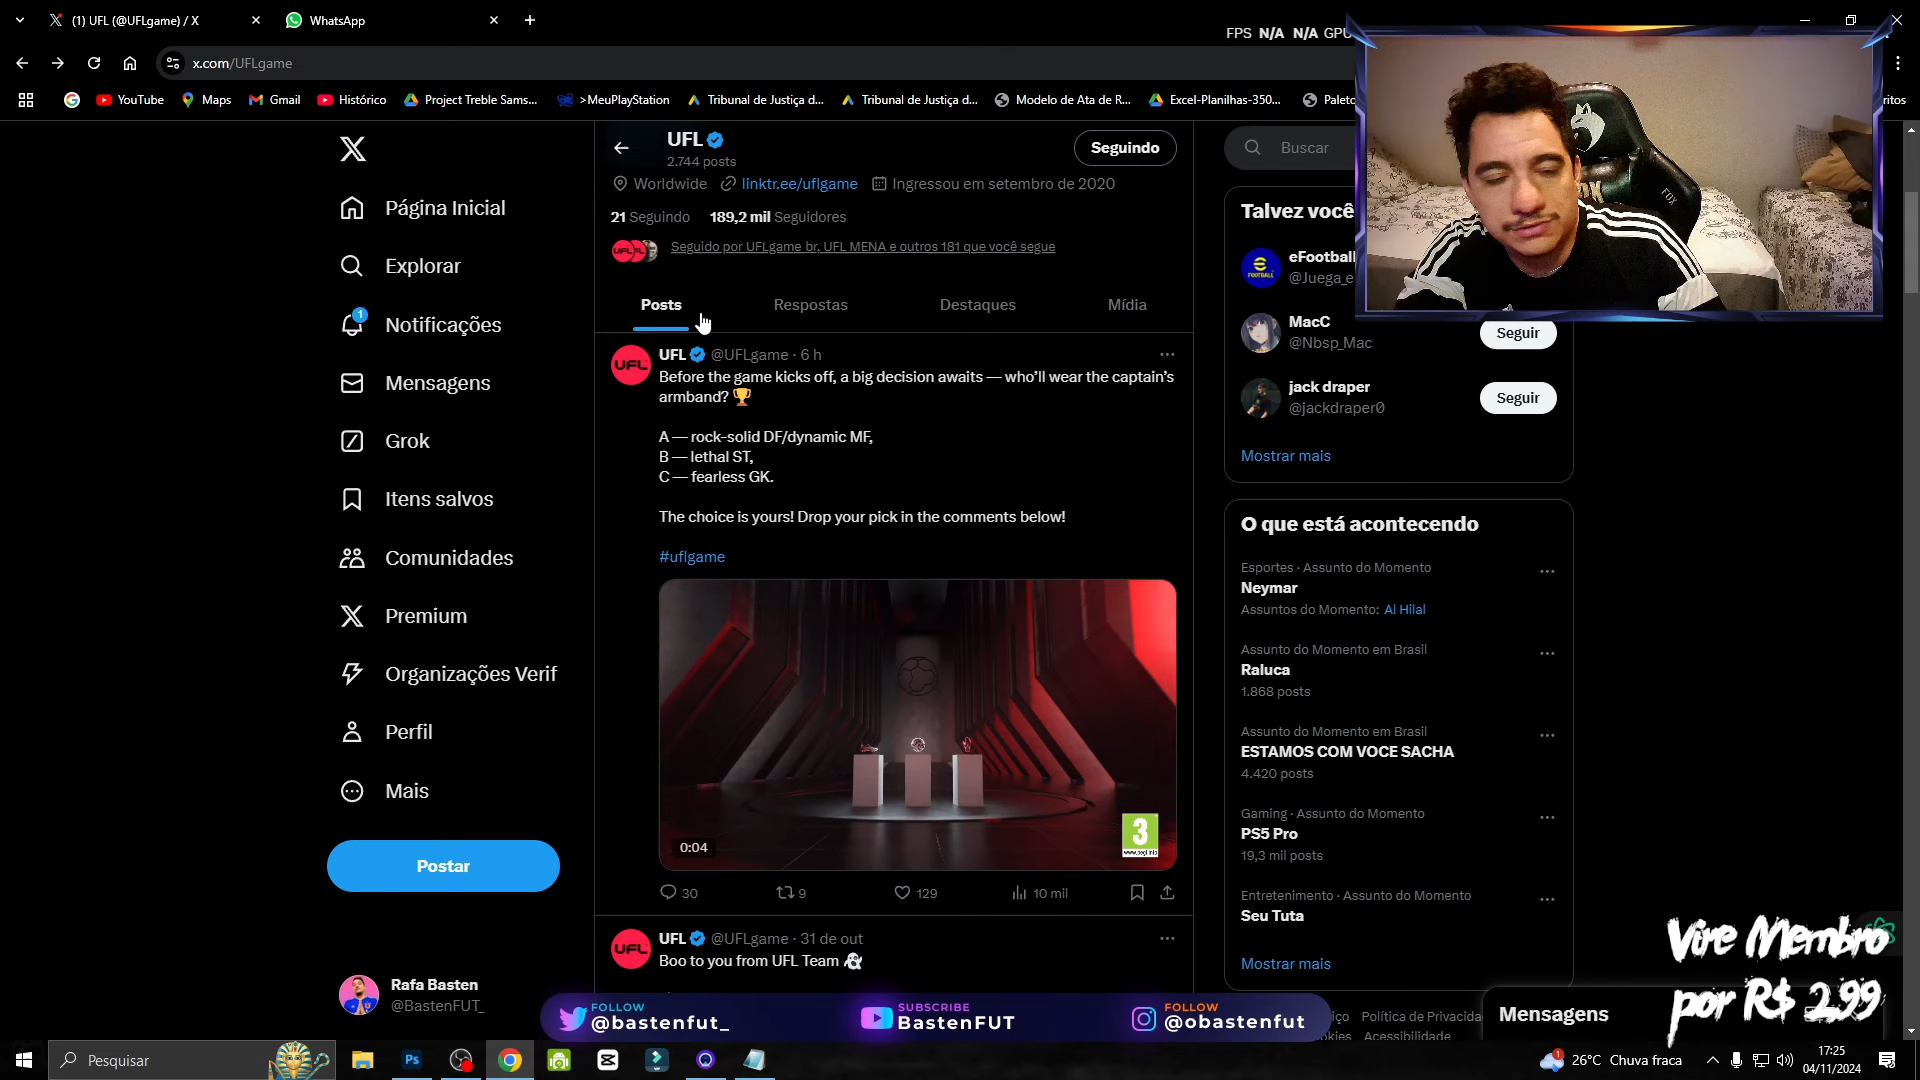 (1) UFL (@UFLgame) / X
WhatsApp
FPS N/A N/A GPU
x.com/UFLgame
YouTube
Maps
Gmail
Histórico
Project Treble Sams...
>MeuPlayStation
Tribunal de Justiça d...
Tribunal de Justiça d...
Modelo de Ata de R...
Excel-Planilhas-350...
UFL
2.744 posts
Seguindo
Worldwide
linktr.ee/uflgame
Ingressou em setembro de 2020
21 Seguindo 189,2 mil Seguidores
Seguido por UFLgame br, UFL MENA e outros 181 que você segue
Posts
Respostas
Destaques
Mídia
Página Inicial
Explorar
1
Notificações
Mensagens
Grok
Itens salvos
Comunidades
Premium
Organizações Verif
Perfil
Mais
Postar
Rafa Basten
@BastenFUT_
UFL @UFLgame · 6 h
Before the game kicks off, a big decision awaits — who'll wear the captain's
armband? 🏆
A — rock-solid DF/dynamic MF,
B — lethal ST,
C — fearless GK.
The choice is yours! Drop your pick in the comments below!
#uflgame
0:04
3
www.pegi.info
30
9
129
10 mil
UFL @UFLgame · 31 de out
Boo to you from UFL Team 👻
Buscar
Talvez você
eFootball
MacC
@Nbsp_Mac
Seguir
jack draper
@jackdraper0
Seguir
Mostrar mais
O que está acontecendo
Esportes · Assunto do Momento
Neymar
Assuntos do Momento: Al Hilal
Assunto do Momento em Brasil
Raluca
1.868 posts
Assunto do Momento em Brasil
ESTAMOS COM VOCE SACHA
4.420 posts
Gaming · Assunto do Momento
PS5 Pro
19,3 mil posts
Entretenimento · Assunto do Momento
Seu Tuta
Mostrar mais
Política de Privacida
Acessibilidade
Mensagens
FOX
Vire Membro
por R$ 2,99
FOLLOW
@bastenfut_
SUBSCRIBE
BastenFUT
FOLLOW
@obastenfut
Pesquisar
26°C Chuva fraca
17:25
04/11/2024